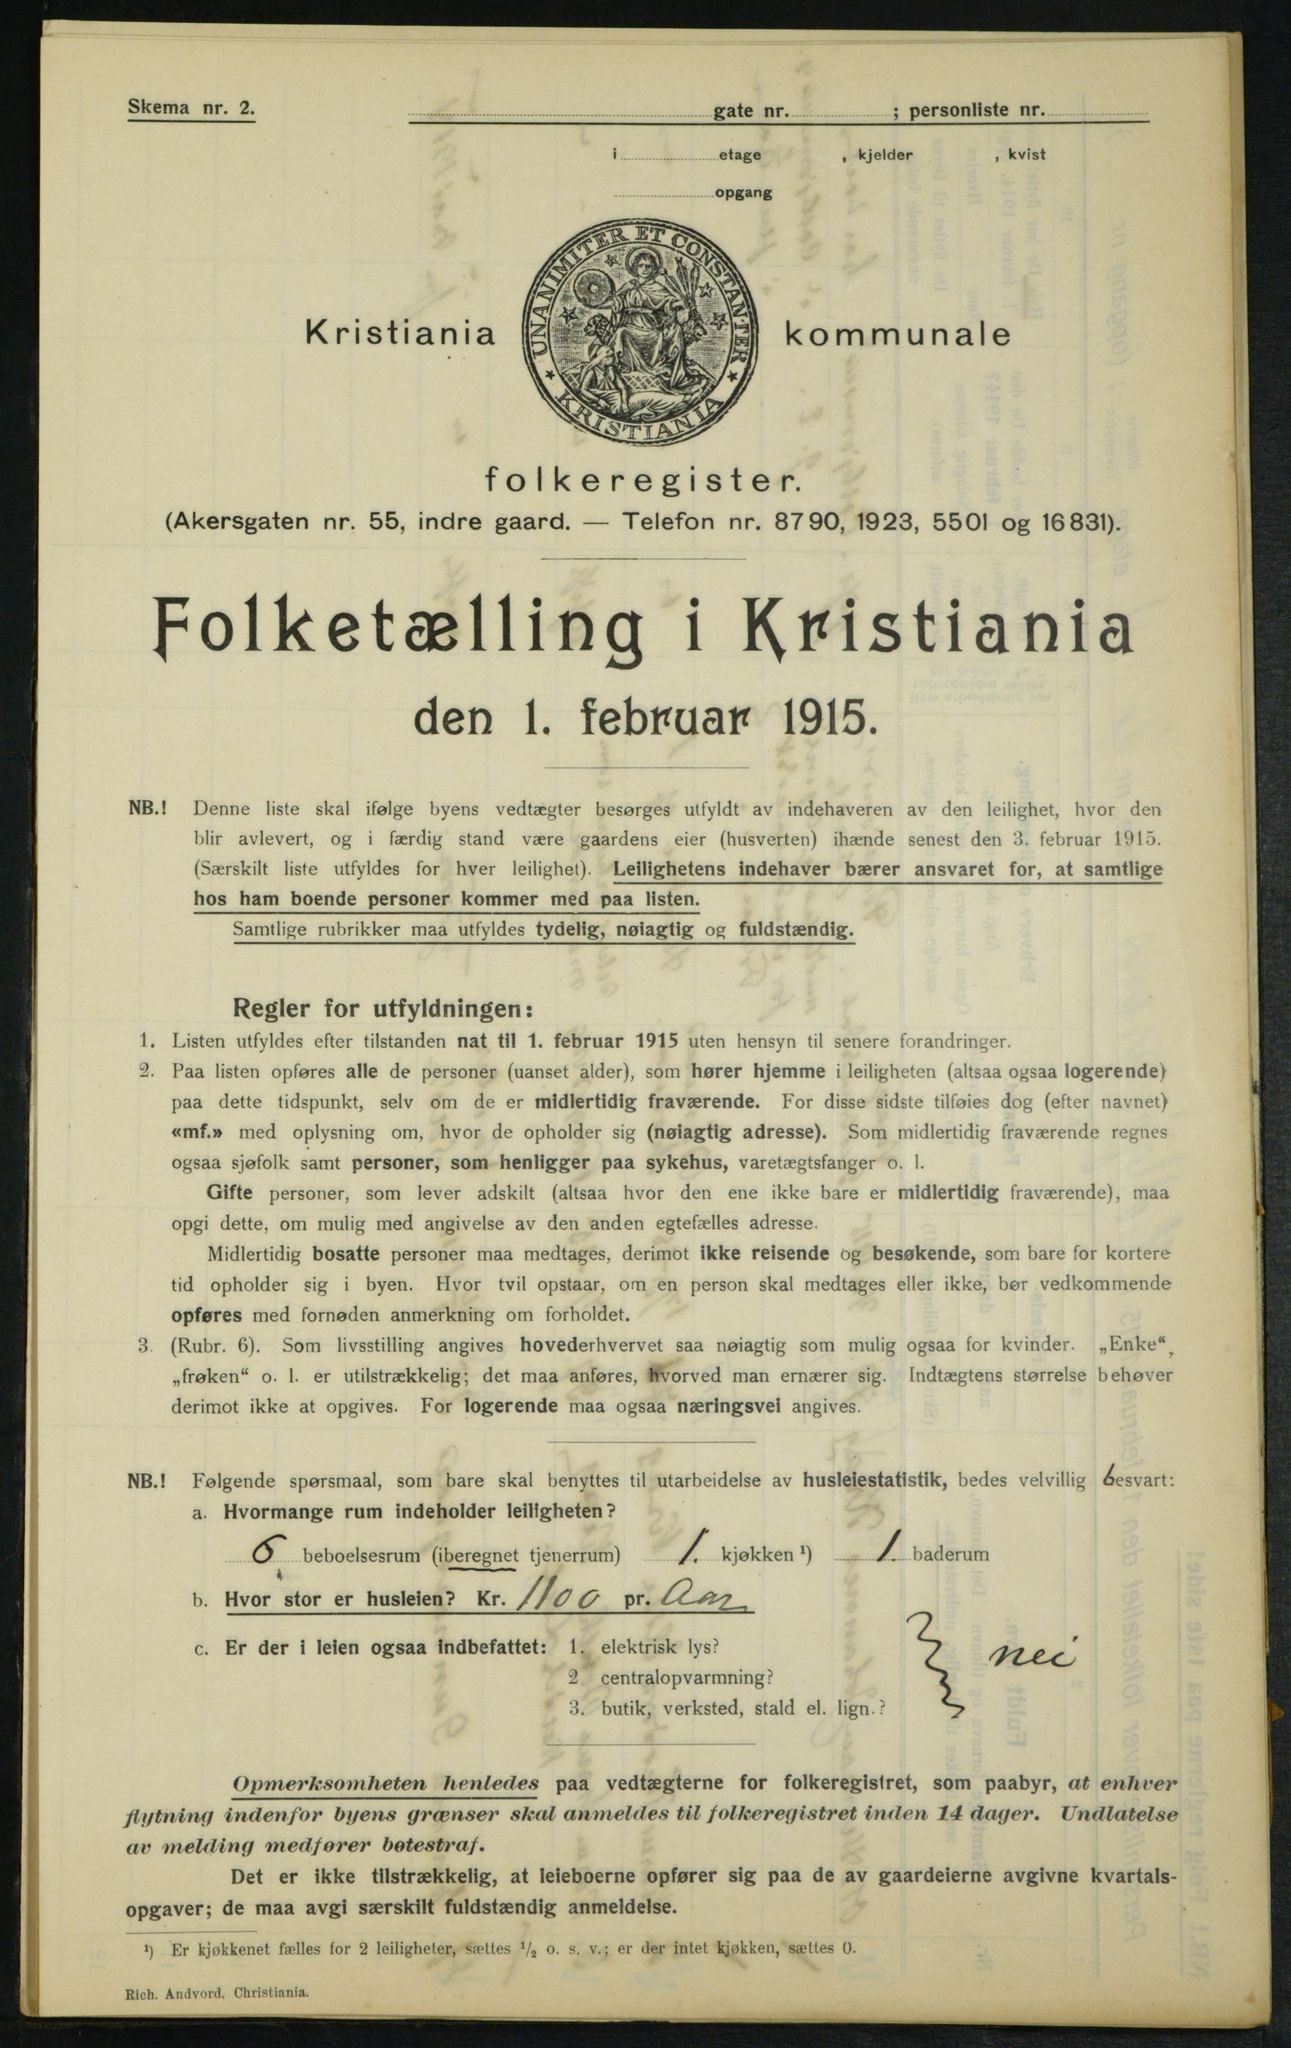 Skema nr. 2.
gate nr. ; personliste nr.
i etage , kjelder , kvist
opgang
UNANIMITER ET CONSTANTER
KRISTIANIA
Kristiania kommunale
folkeregister.
(Akersgaten nr. 55, indre gaard. — Telefon nr. 8790, 1923, 5501 og 16831).
Folketælling i Kristiania
den 1. februar 1915.
NB.! Denne liste skal ifølge byens vedtægter besørges utfyldt av indehaveren av den leilighet, hvor den
blir avlevert, og i færdig stand være gaardens eier (husverten) ihænde senest den 3. februar 1915.
(Særskilt liste utfyldes for hver leilighet). Leilighetens indehaver bærer ansvaret for, at samtlige
hos ham boende personer kommer med paa listen.
Samtlige rubrikker maa utfyldes tydelig, nøiagtig og fuldstændig.
Regler for utfyldningen:
1. Listen utfyldes efter tilstanden nat til 1. februar 1915 uten hensyn til senere forandringer.
2. Paa listen opføres alle de personer (uanset alder), som hører hjemme i leiligheten (altsaa ogsaa logerende)
paa dette tidspunkt, selv om de er midlertidig fraværende. For disse sidste tilføies dog (efter navnet)
«mf.» med oplysning om, hvor de opholder sig (nøiagtig adresse). Som midlertidig fraværende regnes
ogsaa sjøfolk samt personer, som henligger paa sykehus, varetægtsfanger o. l.
Gifte personer, som lever adskilt (altsaa hvor den ene ikke bare er midlertidig fraværende), maa
opgi dette, om mulig med angivelse av den anden egtefælles adresse.
Midlertidig bosatte personer maa medtages, derimot ikke reisende og besøkende, som bare for kortere
tid opholder sig i byen. Hvor tvil opstaar, om en person skal medtages eller ikke, bør vedkommende
opføres med fornøden anmerkning om forholdet.
3. (Rubr. 6). Som livsstilling angives hovederhvervet saa nøiagtig som mulig ogsaa for kvinder. „Enke“,
„frøken“ o. l. er utilstrækkelig; det maa anføres, hvorved man ernærer sig. Indtægtens størrelse behøver
derimot ikke at opgives. For logerende maa ogsaa næringsvei angives.
NB.! Følgende spørsmaal, som bare skal benyttes til utarbeidelse av husleiestatistik, bedes velvillig besvart:
a. Hvormange rum indeholder leiligheten?
6 beboelsesrum (iberegnet tjenerrum) 1. kjøkken ¹) 1. baderum
b. Hvor stor er husleien? Kr. 1100 pr. Aar
c. Er der i leien ogsaa indbefattet: 1. elektrisk lys?
2 centralopvarmning?
nei
3. butik, verksted, stald el. lign.?
Opmerksomheten henledes paa vedtægterne for folkeregistret, som paabyr, at enhver
flytning indenfor byens grænser skal anmeldes til folkeregistret inden 14 dager. Undlatelse
av melding medfører bøtestraf.
Det er ikke tilstrækkelig, at leieboerne opfører sig paa de av gaardeierne avgivne kvartals-
opgaver; de maa avgi særskilt fuldstændig anmeldelse.
¹) Er kjøkkenet fælles for 2 leiligheter, sættes ½ o. s. v.; er der intet kjøkken, sættes 0.
Rich. Andvord, Christiania.